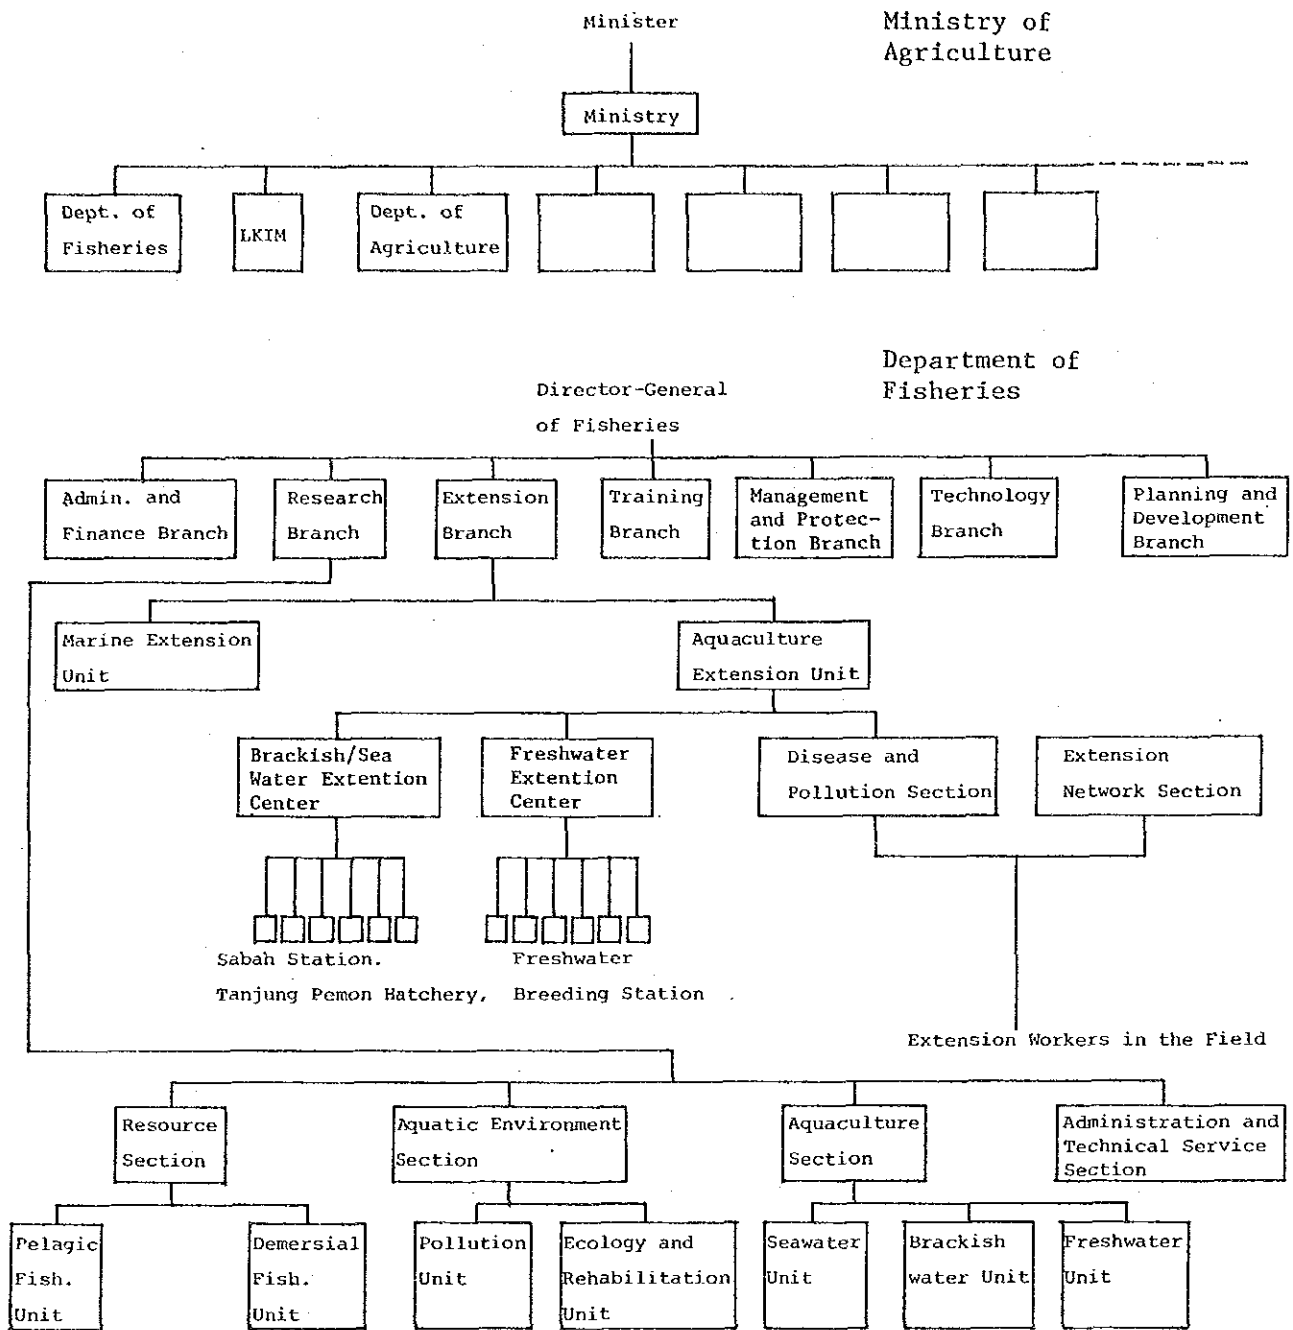 Minister
Ministry of
Agriculture
Ministry
Dept. of
Fisheries
LKIM
Dept. of
Agriculture
Department of
Fisheries
Director-General
of Fisheries
Admin. and
Finance Branch
Research
Branch
Extension
Branch
Training
Branch
Management
and Protec-
tion Branch
Technology
Branch
Planning and
Development
Branch
Marine Extension
Unit
Aquaculture
Extension Unit
Brackish/Sea
Water Extention
Center
Freshwater
Extention
Center
Disease and
Pollution Section
Extension
Network Section
Sabah Station.
Tanjung Pemon Hatchery,
Freshwater
Breeding Station
Extension Workers in the Field
Resource
Section
Aquatic Environment
Section
Aquaculture
Section
Administration and
Technical Service
Section
Pelagic
Fish.
Unit
Demersial
Fish.
Unit
Pollution
Unit
Ecology and
Rehabilitation
Unit
Seawater
Unit
Brackish
water Unit
Freshwater
Unit